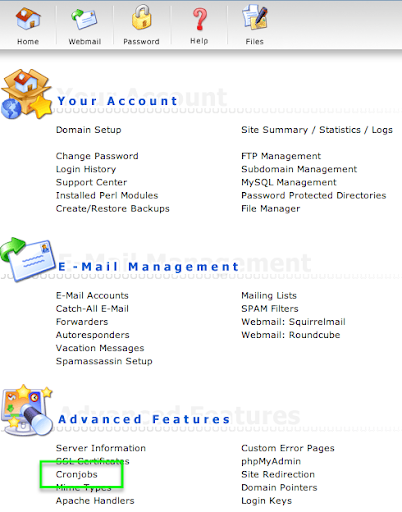 Home Webmail Password Help Files
Your Account
Domain Setup Site Summary / Statistics / Logs
Change Password FTP Management
Login History Subdomain Management
Support Center MySQL Management
Installed Perl Modules Password Protected Directories
Create/Restore Backups File Manager
E-Mail Management
E-Mail Accounts Mailing Lists
Catch-All E-Mail SPAM Filters
Forwarders Webmail: Squirrelmail
Autoresponders Webmail: Roundcube
Vacation Messages
Spamassassin Setup
Advanced Features
Server Information Custom Error Pages
SSL Certificates phpMyAdmin
Cronjobs Site Redirection
Mime Types Domain Pointers
Apache Handlers Login Keys